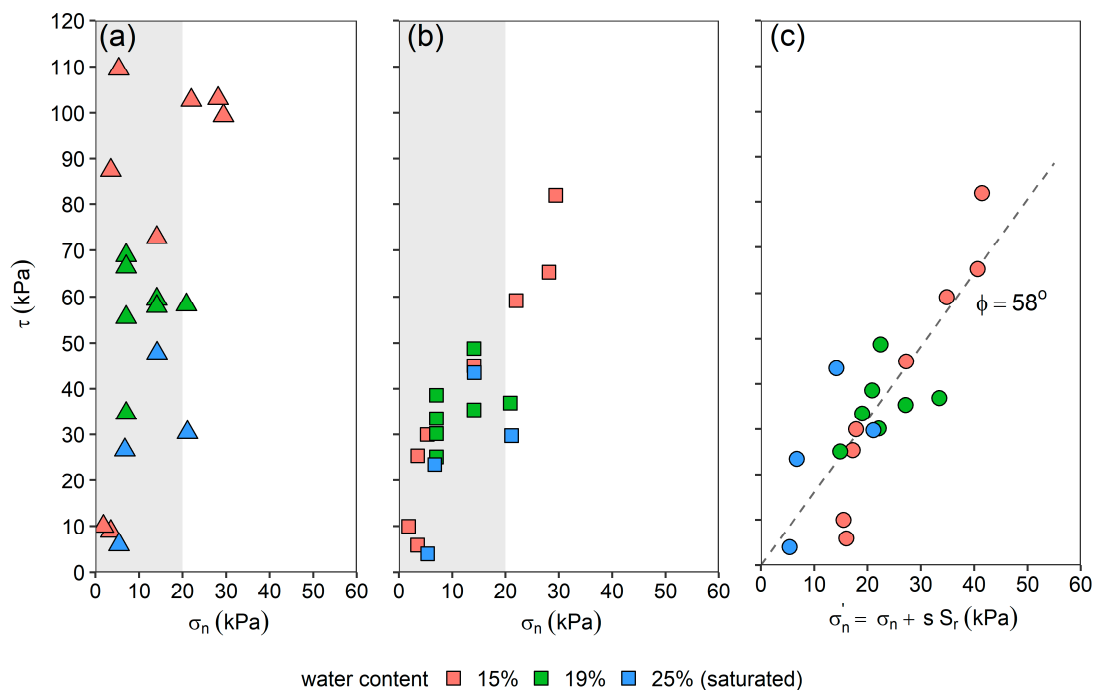 (a) (b) (c)
120
110
100
90
80
70
60
50
40
30
20
10
0
τ (kPa)
ϕ = 58°
0 10 20 30 40 50 60
0 10 20 30 40 50 60
0 10 20 30 40 50 60
σn (kPa)
σn (kPa)
σ'n = σn + s Sr (kPa)
water content 15% 19% 25% (saturated)